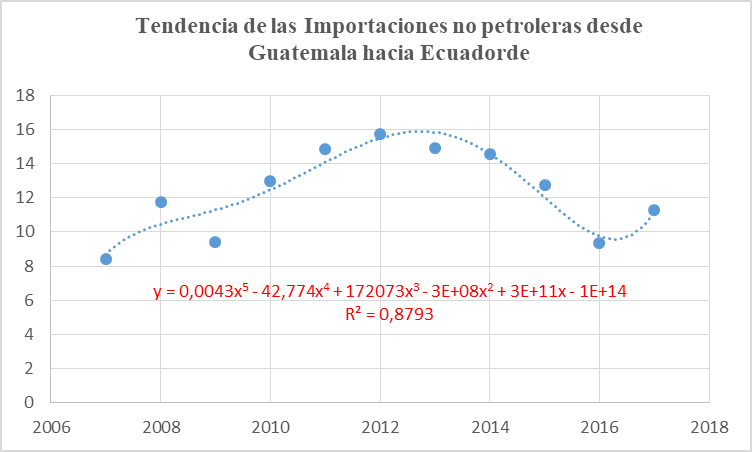 Tendencia de las Importaciones no petroleras desde
Guatemala hacia Ecuadorde
18
16
14
12
10
8
6
4
2
0
y = 0,0043x⁵ - 42,774x⁴ + 172073x³ - 3E+08x² + 3E+11x - 1E+14
R² = 0,8793
2006 2008 2010 2012 2014 2016 2018